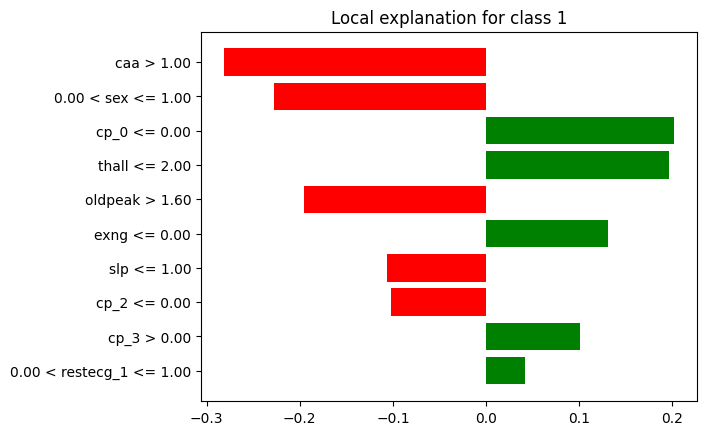 Local explanation for class 1
caa > 1.00
0.00 < sex <= 1.00
cp_0 <= 0.00
thall <= 2.00
oldpeak > 1.60
exng <= 0.00
slp <= 1.00
cp_2 <= 0.00
cp_3 > 0.00
0.00 < restecg_1 <= 1.00
−0.3 −0.2 −0.1 0.0 0.1 0.2